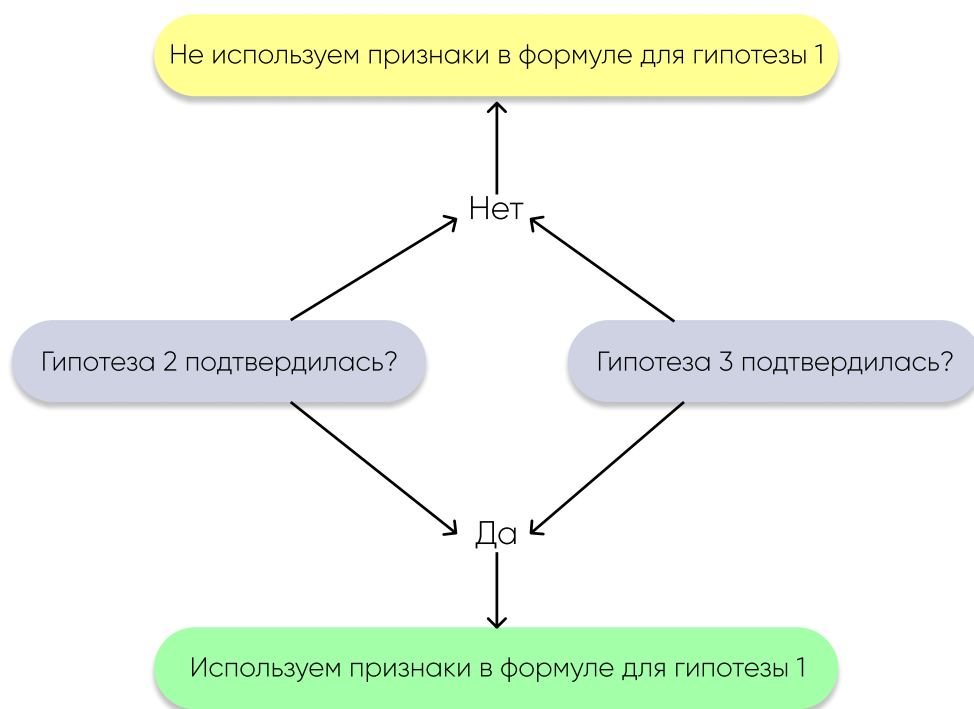 Не используем признаки в формуле для гипотезы 1
Нет
Гипотеза 2 подтвердилась?
Гипотеза 3 подтвердилась?
Да
Используем признаки в формуле для гипотезы 1